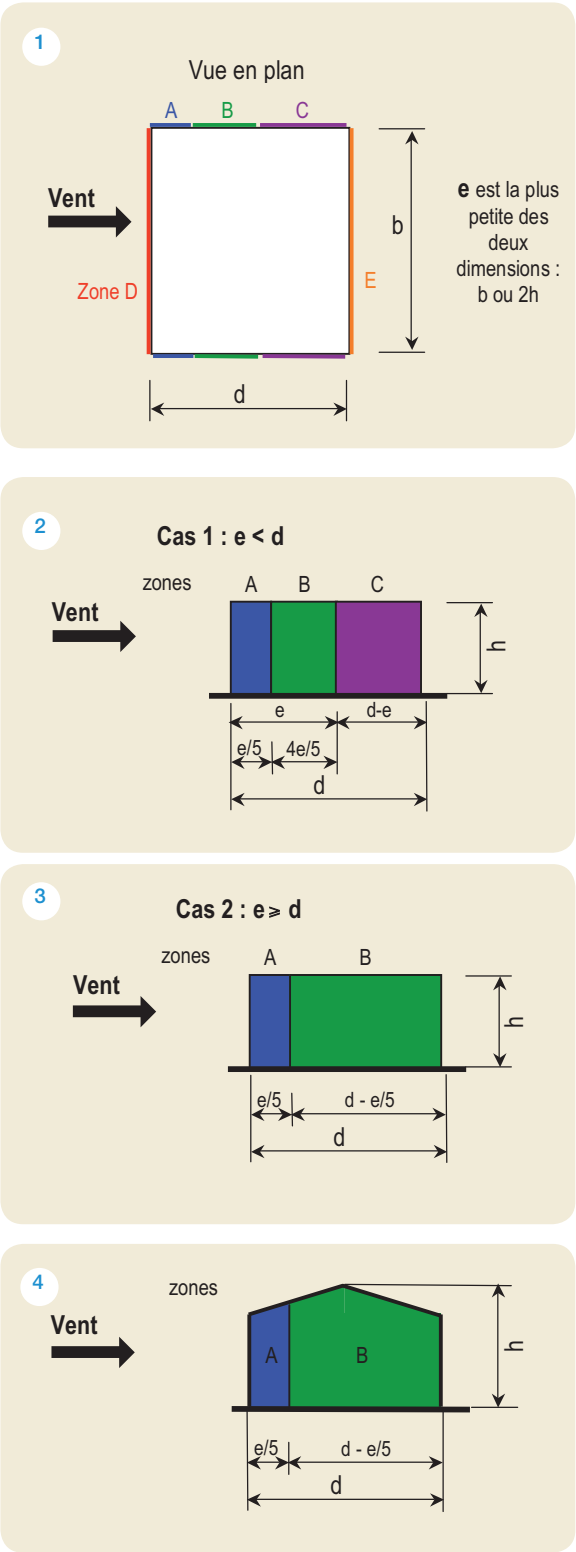 1
Vue en plan
A B C
Vent
Zone D
b
E
e est la plus
petite des
deux
dimensions :
b ou 2h
d
2
Cas 1 : e < d
zones A B C
Vent
h
e d-e
e/5 4e/5
d
3
Cas 2 : e ⩾ d
zones A B
Vent
h
e/5 d - e/5
d
4
zones
Vent
A B
h
e/5 d - e/5
d